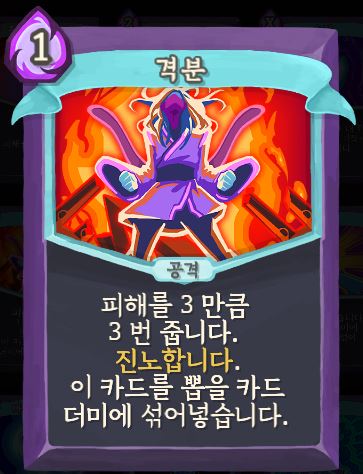 1
격분
공격
피해를 3 만큼
3 번 줍니다.
진노합니다.
이 카드를 뽑을 카드
더미에 섞어넣습니다.